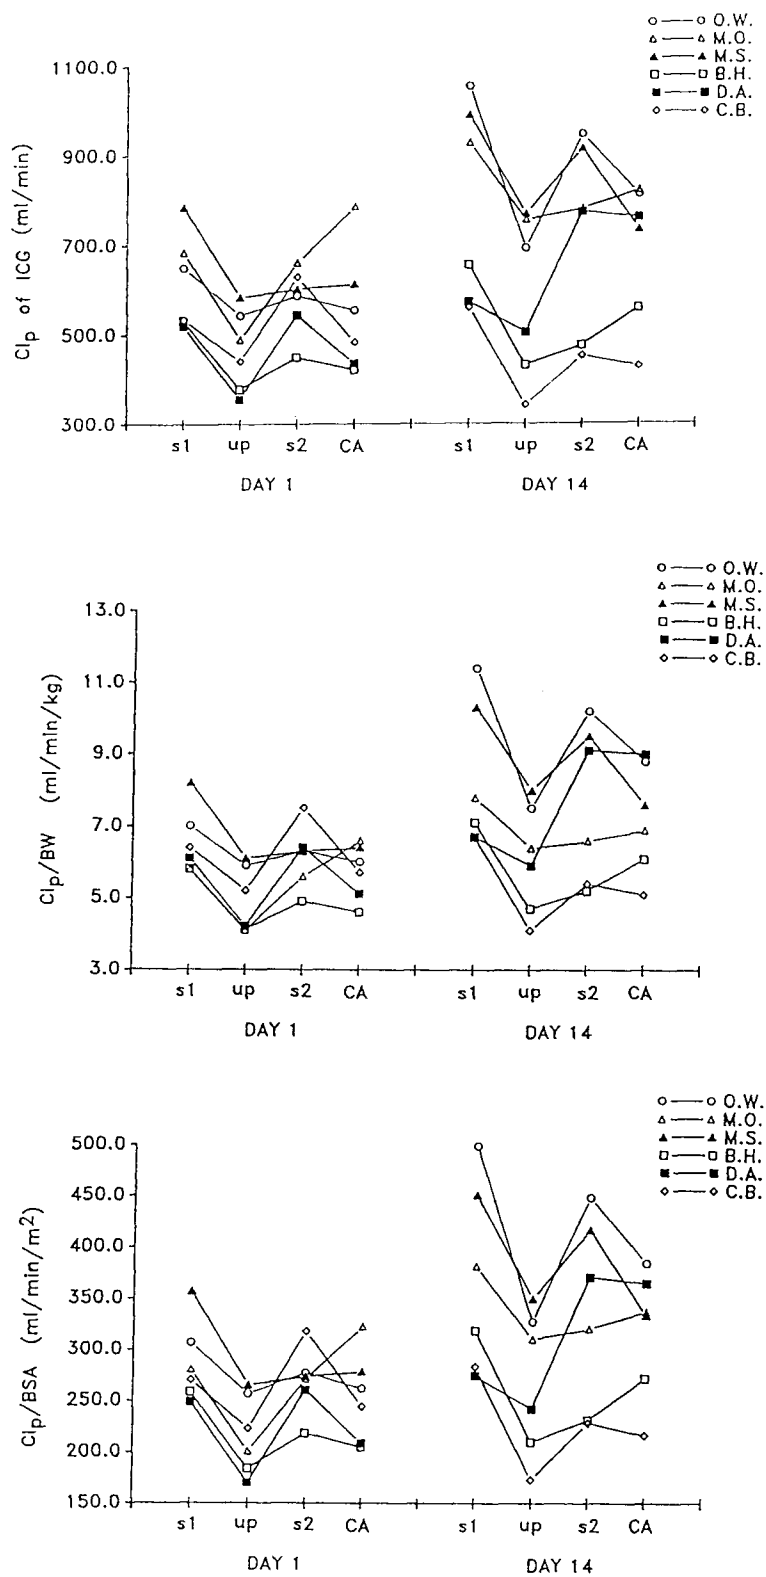 O.W.
M.O.
M.S.
B.H.
D.A.
C.B.
Clp of ICG (ml/min)
1100.0
900.0
700.0
500.0
300.0
s1 up s2 CA s1 up s2 CA
DAY 1 DAY 14
O.W.
M.O.
M.S.
B.H.
D.A.
C.B.
Clp/BW (ml/min/kg)
13.0
11.0
9.0
7.0
5.0
3.0
s1 up s2 CA s1 up s2 CA
DAY 1 DAY 14
O.W.
M.O.
M.S.
B.H.
D.A.
C.B.
Clp/BSA (ml/min/m²)
500.0
450.0
400.0
350.0
300.0
250.0
200.0
150.0
s1 up s2 CA s1 up s2 CA
DAY 1 DAY 14